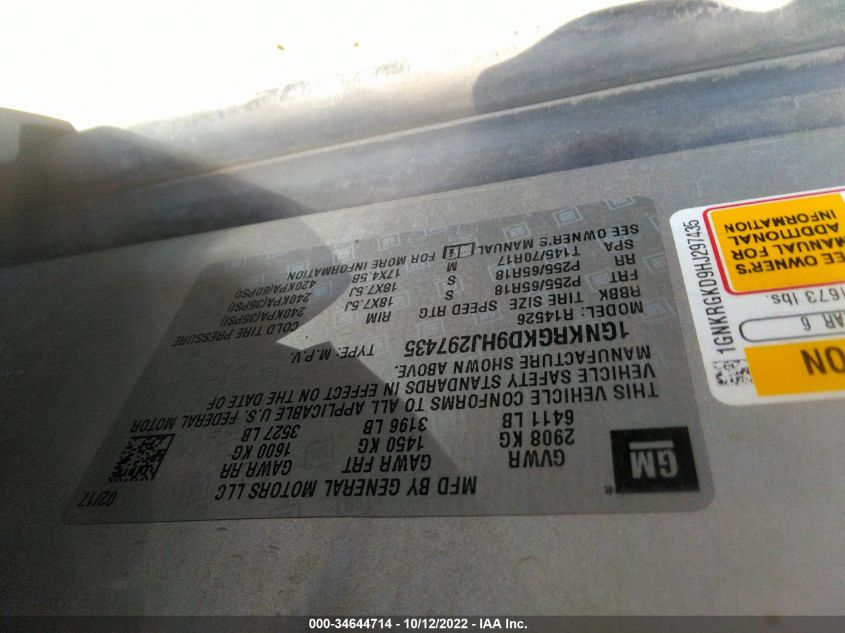 MFD BY GENERAL MOTORS LLC
02/17
GM
GVWR GAWR FRT GAWR RR
2908 KG 1450 KG 1600 KG
6411 LB 3196 LB 3527 LB
THIS VEHICLE CONFORMS TO ALL APPLICABLE U.S. FEDERAL MOTOR
VEHICLE SAFETY STANDARDS IN EFFECT ON THE DATE OF
MANUFACTURE SHOWN ABOVE.
1GNKRGKD9HJ297435 TYPE: M.P.V.
MODEL: R14526
RBBK TIRE SIZE SPEED RTG RIM COLD TIRE PRESSURE
FRT P255/65R18 S 18X7.5J 240KPA(35PSI)
RR P255/65R18 S 18X7.5J 240KPA(35PSI)
SPA T145/70R17 M 17X4.5B 420KPA(60PSI)
SEE OWNER'S MANUAL FOR MORE INFORMATION
ON
AR 6
1673 lbs.
SEE OWNER'S
MANUAL FOR
ADDITIONAL
INFORMATION
1GNKRGKD9HJ297435
000-34644714 - 10/12/2022 - IAA Inc.